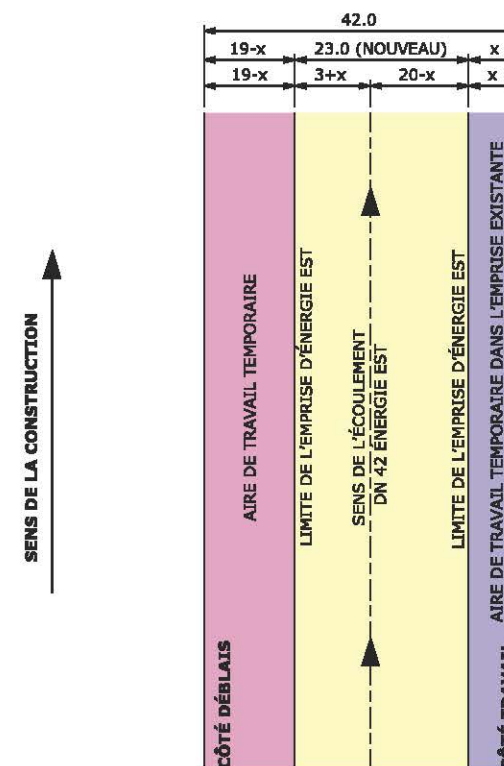 42.0
19-x 23.0 (NOUVEAU) x
19-x 3+x 20-x x
SENS DE LA CONSTRUCTION
AIRE DE TRAVAIL TEMPORAIRE
LIMITE DE L'EMPRISE D'ÉNERGIE EST
SENS DE L'ÉCOULEMENT
DN 42 ÉNERGIE EST
LIMITE DE L'EMPRISE D'ÉNERGIE EST
AIRE DE TRAVAIL TEMPORAIRE DANS L'EMPRISE EXISTANTE
CÔTÉ DÉBLAIS
CÔTÉ TRAVAIL